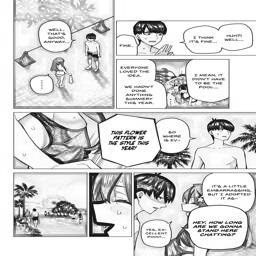 WELL,
THAT'S
GOOD,
ANYWAY...
FINE...
I THINK
IT'S FINE...
HUH?!
WELL...
EVERYONE
LOVED THE
IDEA.
WE HADN'T
DONE
ANYTHING
SUMMERY
THIS YEAR.
I MEAN, IT
DIDN'T HAVE
TO BE THE
POOL...
THIS FLOWER
PATTERN IS
THE STYLE
THIS YEAR!
SO
WHERE
IS EV-
IT'S A LITTLE
EMBARRASSING,
BUT I ADOPTED
IT AS-
YES, EX-
CELLENT
POINT...
HEY, HOW LONG
ARE WE GONNA
STAND HERE
CHATTING?